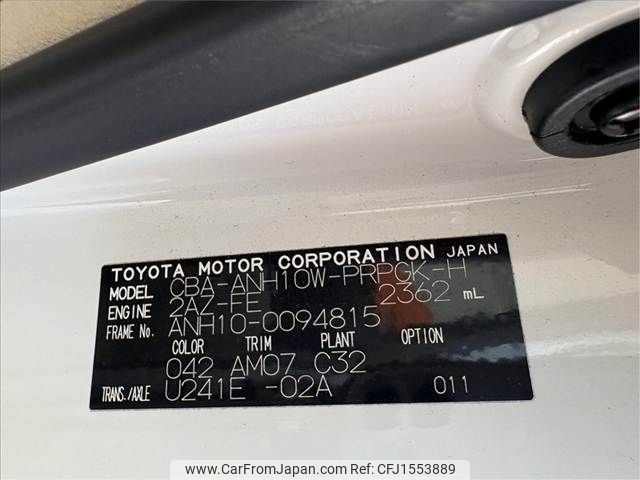 TOYOTA MOTOR CORPORATION JAPAN
MODEL CBA-ANH10W-PRPGK-H
ENGINE 2AZ-FE 2362 mL
FRAME No. ANH10-0094815
COLOR TRIM PLANT OPTION
042 AM07 C32
TRANS./AXLE U241E -02A 011
www.CarFromJapan.com - CFJ1553889